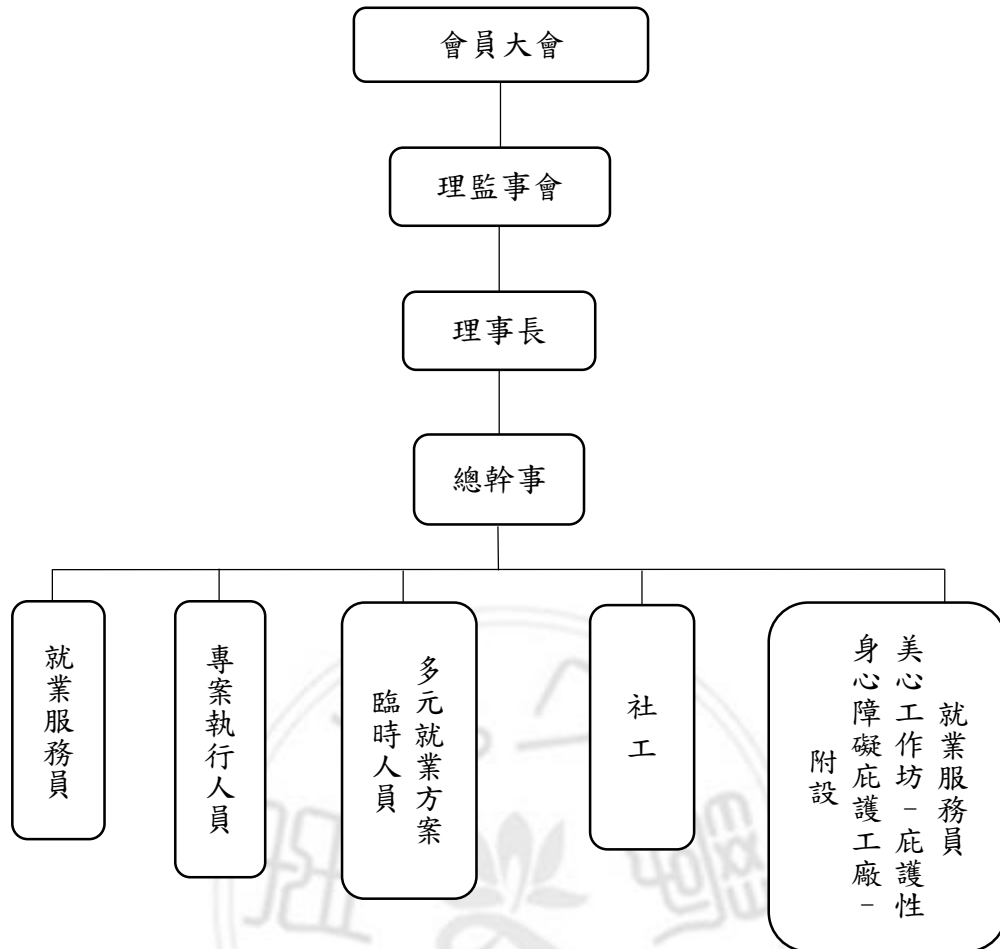 會員大會
理監事會
理事長
總幹事
就業服務員
專案執行人員
多元就業方案
臨時人員
社工
附設
身心障礙庇護工廠-
美心工作坊-庇護性
就業服務員